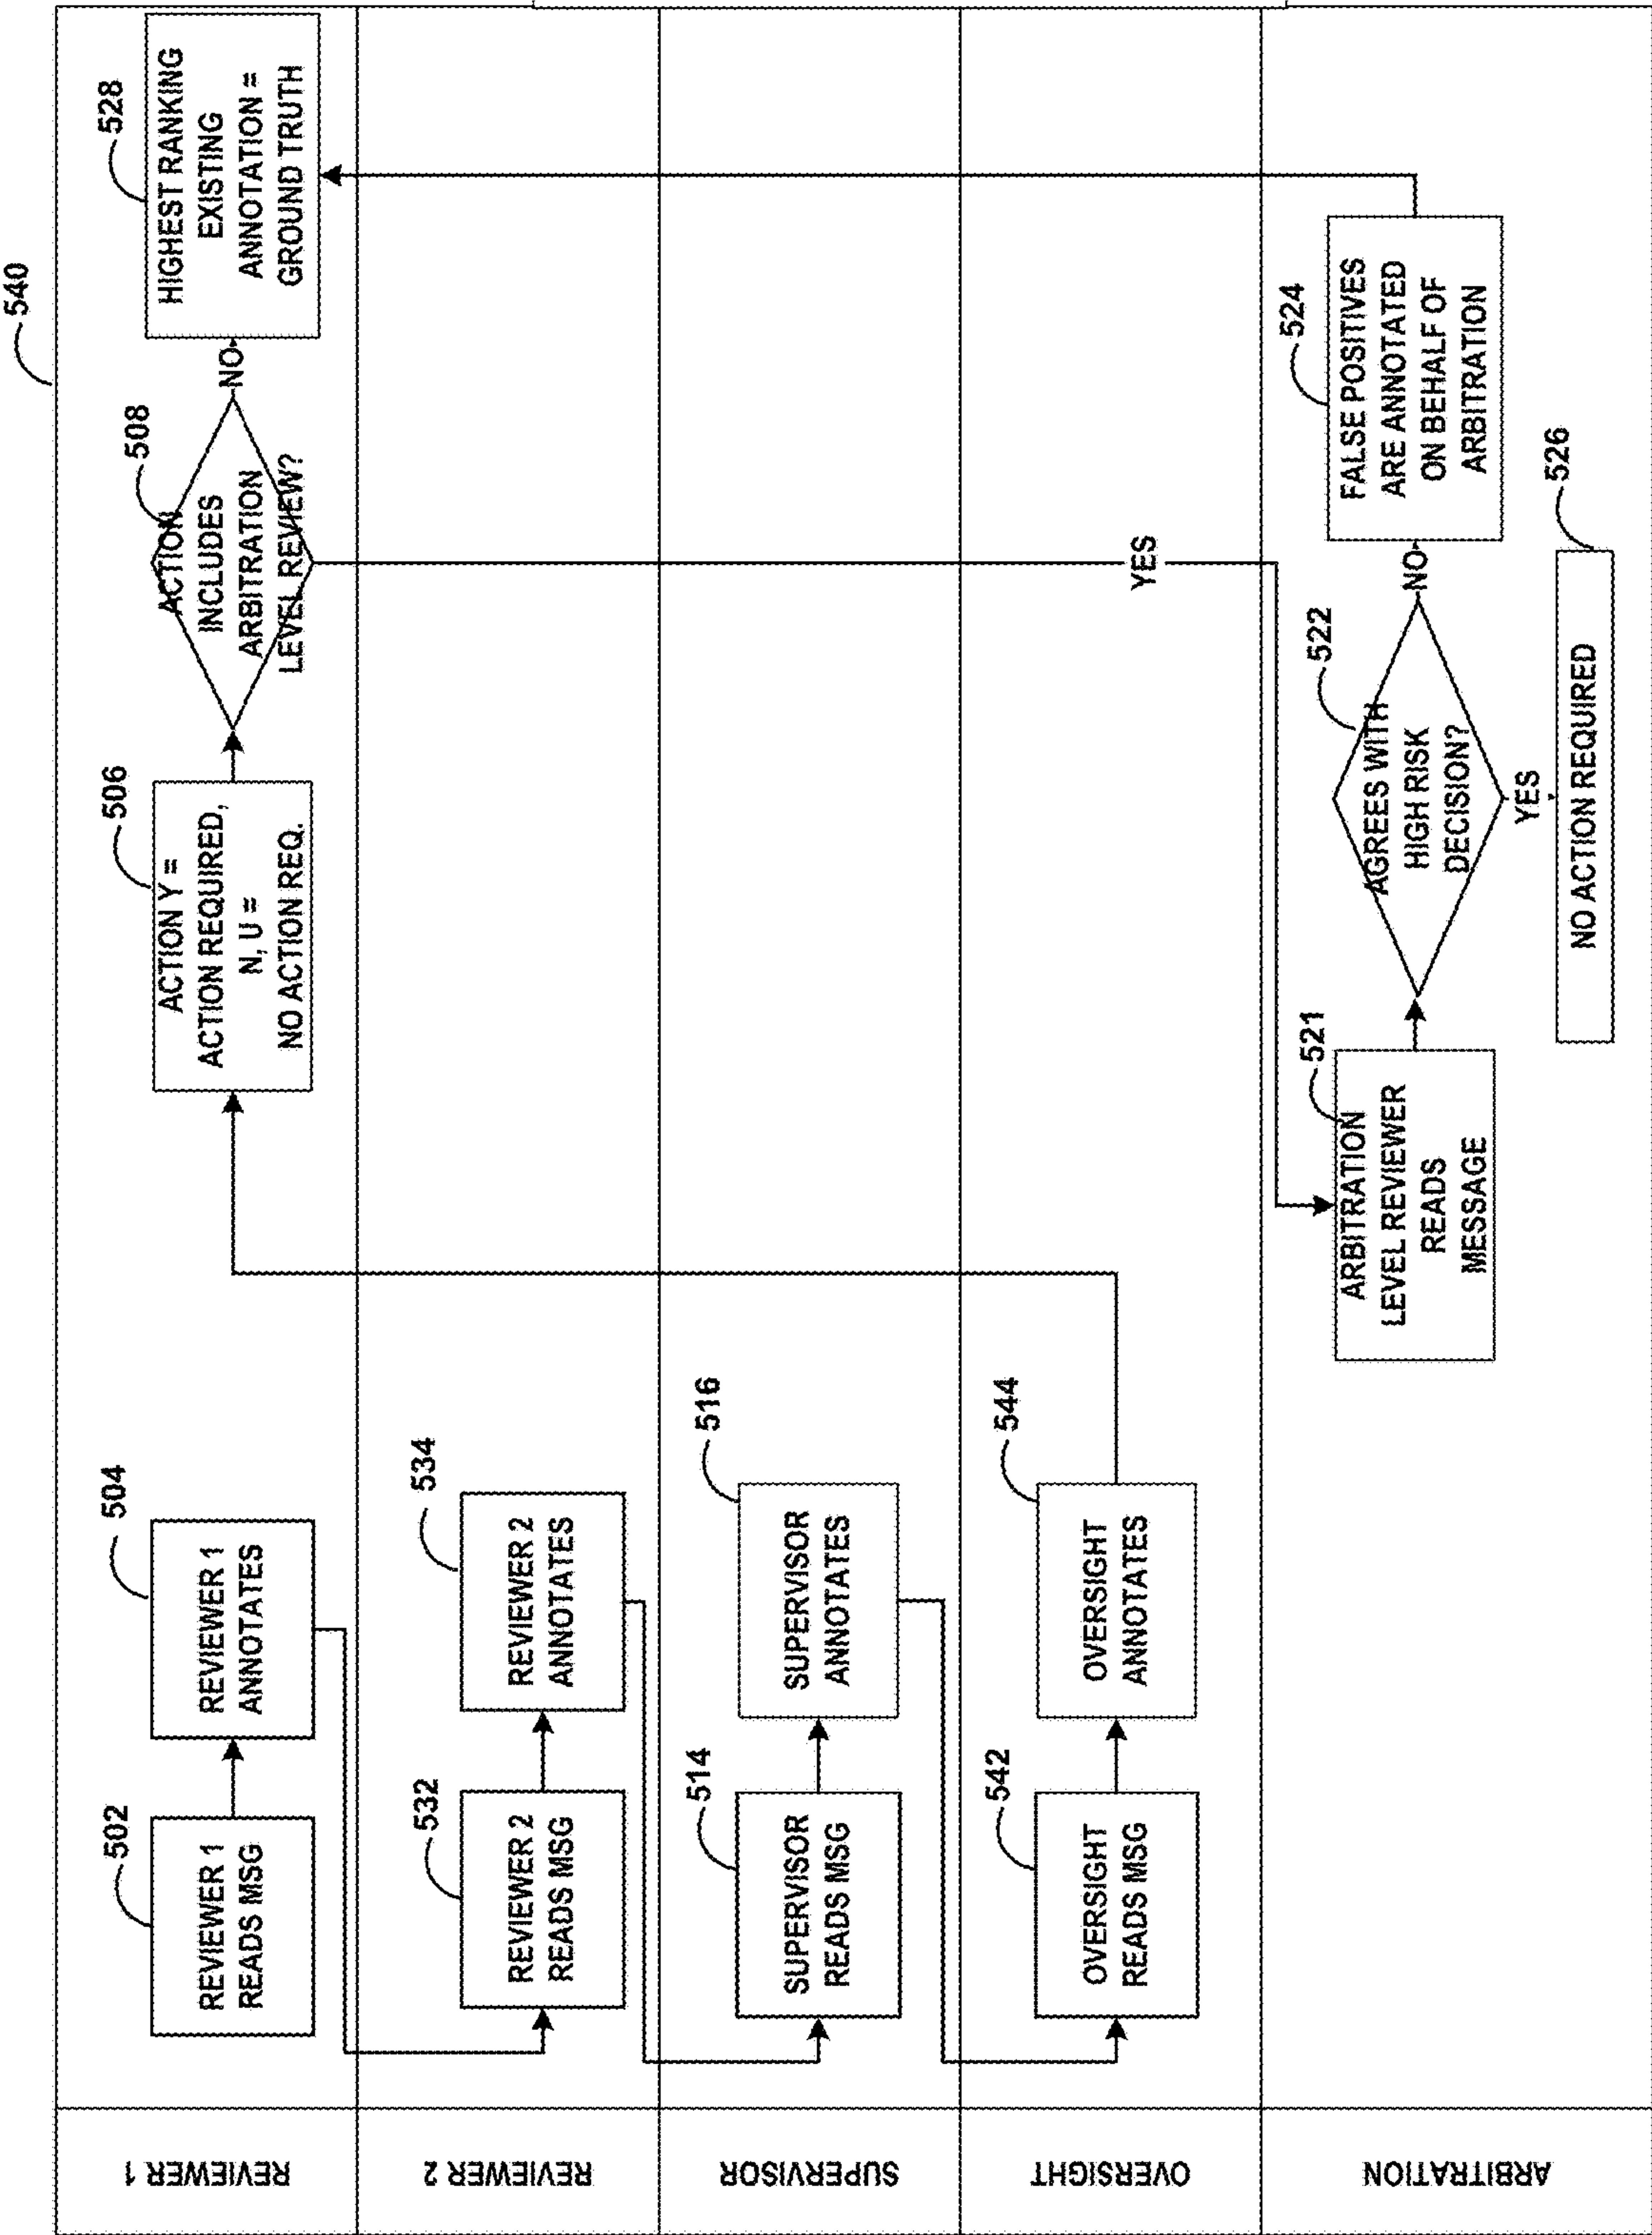 540
REVIEWER 1
502
REVIEWER 1
READS MSG
504
REVIEWER 1
ANNOTATES
506
ACTION Y =
ACTION REQUIRED,
N, U =
NO ACTION REQ.
508
ACTION
INCLUDES
ARBITRATION
LEVEL REVIEW?
NO
528
HIGHEST RANKING
EXISTING
ANNOTATION =
GROUND TRUTH
REVIEWER 2
532
REVIEWER 2
READS MSG
534
REVIEWER 2
ANNOTATES
SUPERVISOR
514
SUPERVISOR
READS MSG
516
SUPERVISOR
ANNOTATES
OVERSIGHT
542
OVERSIGHT
READS MSG
544
OVERSIGHT
ANNOTATES
YES
ARBITRATION
521
ARBITRATION
LEVEL REVIEWER
READS
MESSAGE
522
AGREES WITH
HIGH RISK
DECISION?
NO
524
FALSE POSITIVES
ARE ANNOTATED
ON BEHALF OF
ARBITRATION
YES
526
NO ACTION REQUIRED